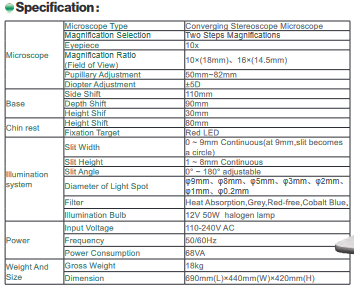 Specification：
Microscope
Microscope Type
Converging Stereoscope Microscope
Magnification Selection
Two Steps Magnifications
Eyepiece
10x
Magnification Ratio
(Field of View)
10×(18mm)、16×(14.5mm)
Pupillary Adjustment
50mm~82mm
Diopter Adjustment
±5D
Base
Side Shift
110mm
Depth Shift
90mm
Height Shif
30mm
Chin rest
Height Shift
80mm
Fixation Target
Red LED
Illumination
system
Slit Width
0 ~ 9mm Continuous(at 9mm,slit becomes
a circle)
Slit Height
1 ~ 8mm Continuous
Slit Angle
0° ~ 180° adjustable
Diameter of Light Spot
φ9mm、φ8mm、φ5mm、φ3mm、φ2mm、
φ1mm、φ0.2mm
Filter
Heat Absorption,Grey,Red-free,Cobalt Blue,
Illumination Bulb
12V 50W halogen lamp
Power
Input Voltage
110-240V AC
Frequency
50/60Hz
Power Consumption
68VA
Weight And
Size
Gross Weight
18kg
Dimension
690mm(L)×440mm(W)×420mm(H)